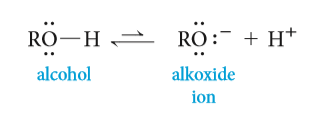 RÖ—H ⇌ RÖ:⁻ + H⁺
alcohol alkoxide
ion